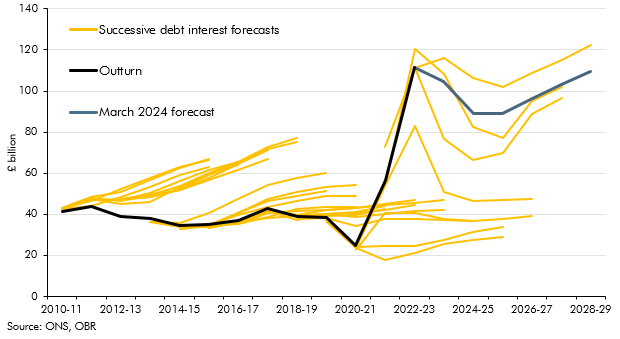 140
120
100
80
60
40
20
0
£ billion
Successive debt interest forecasts
Outturn
March 2024 forecast
2010-11 2012-13 2014-15 2016-17 2018-19 2020-21 2022-23 2024-25 2026-27 2028-29
Source: ONS, OBR